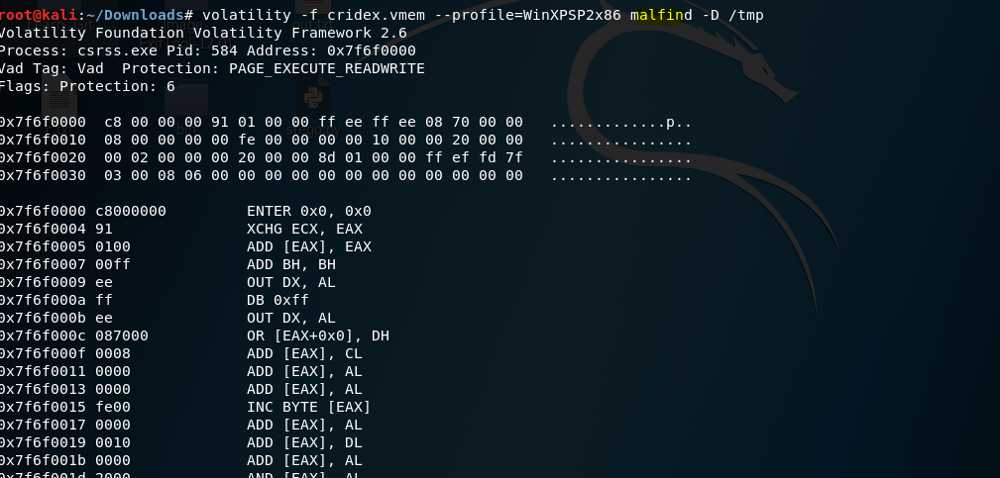 root@kali:~/Downloads# volatility -f cridex.vmem --profile=WinXPSP2x86 malfind -D /tmp
Volatility Foundation Volatility Framework 2.6
Process: csrss.exe Pid: 584 Address: 0x7f6f0000
Vad Tag: Vad  Protection: PAGE_EXECUTE_READWRITE
Flags: Protection: 6
0x7f6f0000  c8 00 00 00 91 01 00 00 ff ee ff ee 08 70 00 00   .............p..
0x7f6f0010  08 00 00 00 00 fe 00 00 00 00 10 00 00 20 00 00   ................
0x7f6f0020  00 02 00 00 00 20 00 00 8d 01 00 00 ff ef fd 7f   ................
0x7f6f0030  03 00 08 06 00 00 00 00 00 00 00 00 00 00 00 00   ................
0x7f6f0000 c8000000         ENTER 0x0, 0x0
0x7f6f0004 91               XCHG ECX, EAX
0x7f6f0005 0100             ADD [EAX], EAX
0x7f6f0007 00ff             ADD BH, BH
0x7f6f0009 ee               OUT DX, AL
0x7f6f000a ff               DB 0xff
0x7f6f000b ee               OUT DX, AL
0x7f6f000c 087000           OR [EAX+0x0], DH
0x7f6f000f 0008             ADD [EAX], CL
0x7f6f0011 0000             ADD [EAX], AL
0x7f6f0013 0000             ADD [EAX], AL
0x7f6f0015 fe00             INC BYTE [EAX]
0x7f6f0017 0000             ADD [EAX], AL
0x7f6f0019 0010             ADD [EAX], DL
0x7f6f001b 0000             ADD [EAX], AL
0x7f6f001d 2000             AND [EAX], AL